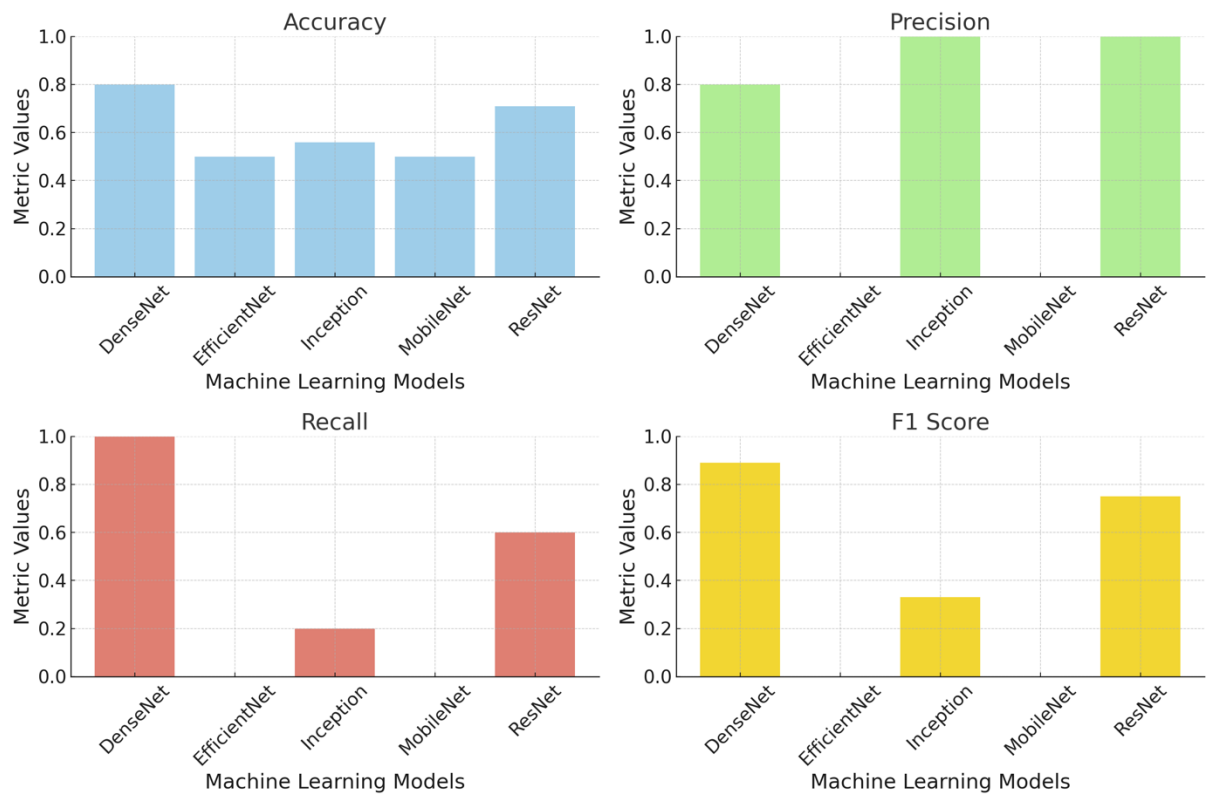 Accuracy
1.0
0.8
0.6
0.4
0.2
0.0
Metric Values
DenseNet
EfficientNet
Inception
MobileNet
ResNet
Machine Learning Models
Precision
1.0
0.8
0.6
0.4
0.2
0.0
Metric Values
DenseNet
EfficientNet
Inception
MobileNet
ResNet
Machine Learning Models
Recall
1.0
0.8
0.6
0.4
0.2
0.0
Metric Values
DenseNet
EfficientNet
Inception
MobileNet
ResNet
Machine Learning Models
F1 Score
1.0
0.8
0.6
0.4
0.2
0.0
Metric Values
DenseNet
EfficientNet
Inception
MobileNet
ResNet
Machine Learning Models